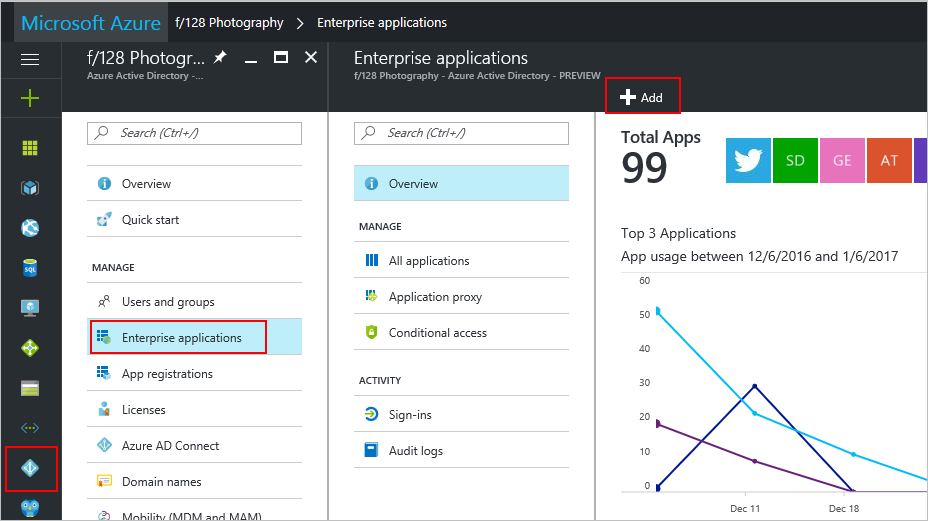 Microsoft Azure f/128 Photography > Enterprise applications
f/128 Photogr...
Azure Active Directory -...
Search (Ctrl+/)
Overview
Quick start
MANAGE
Users and groups
Enterprise applications
App registrations
Licenses
Azure AD Connect
Domain names
Mobility (MDM and MAM)
SQL
Enterprise applications
f/128 Photography - Azure Active Directory - PREVIEW
Search (Ctrl+/)
Overview
MANAGE
All applications
Application proxy
Conditional access
ACTIVITY
Sign-ins
Audit logs
Add
Total Apps
99
SD GE AT
Top 3 Applications
App usage between 12/6/2016 and 1/6/2017
60
50
40
30
20
10
0
Dec 11 Dec 18